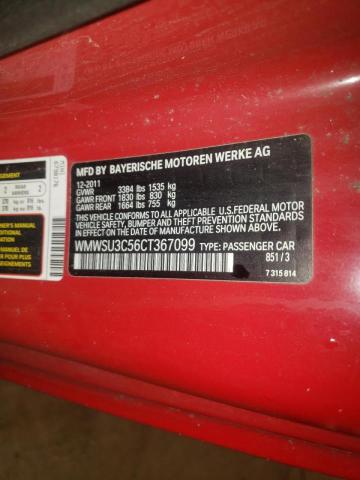 MFD BY BAYERISCHE MOTOREN WERKE AG
12-2011
GVWR 3384 lbs 1535 kg
GAWR FRONT 1830 lbs 830 kg
GAWR REAR 1664 lbs 755 kg
THIS VEHICLE CONFORMS TO ALL APPLICABLE U.S.FEDERAL MOTOR
VEHICLE SAFETY, BUMPER, AND THEFT PREVENTION STANDARDS
IN EFFECT ON THE DATE OF MANUFACTURE SHOWN ABOVE.
WMWSU3C56CT367099 TYPE: PASSENGER CAR
851/3
7 315 814